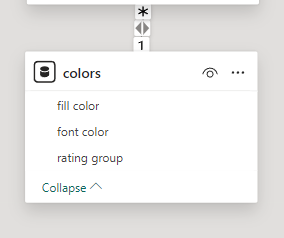 *
1
colors
fill color
font color
rating group
Collapse